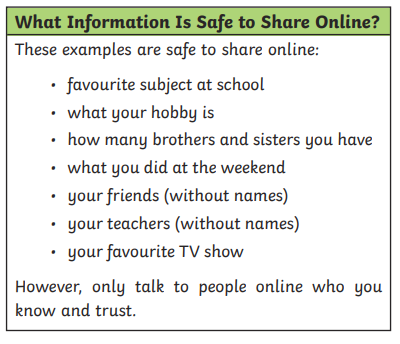 What Information Is Safe to Share Online?
These examples are safe to share online:
• favourite subject at school
• what your hobby is
• how many brothers and sisters you have
• what you did at the weekend
• your friends (without names)
• your teachers (without names)
• your favourite TV show
However, only talk to people online who you
know and trust.